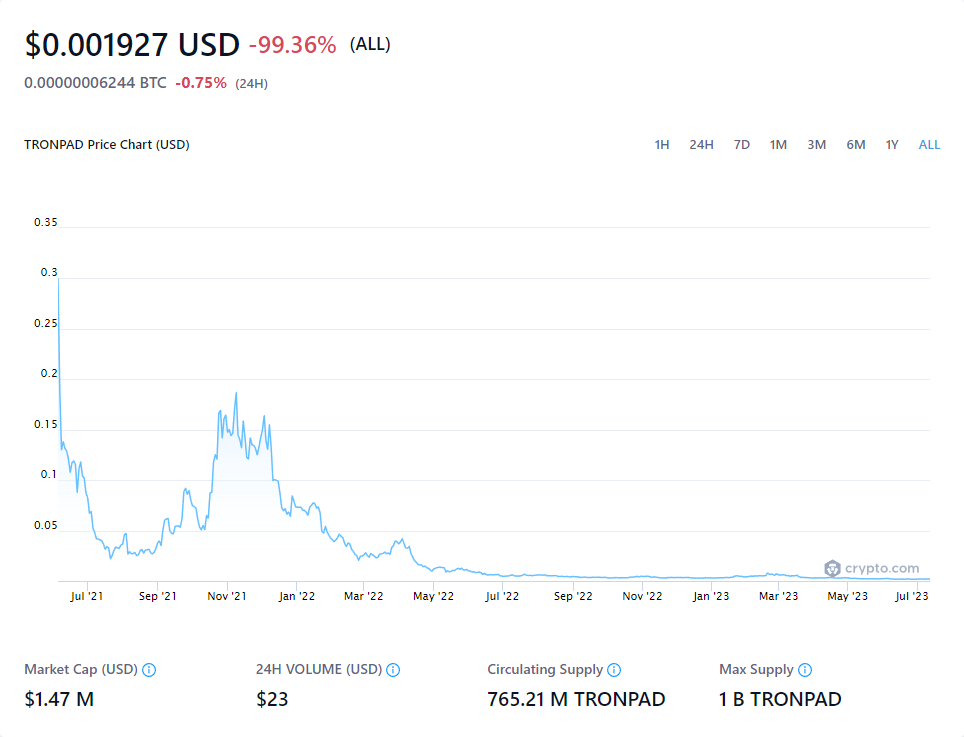 $0.001927 USD -99.36% (ALL)
0.00000006244 BTC -0.75% (24H)
TRONPAD Price Chart (USD) 1H 24H 7D 1M 3M 6M 1Y ALL
0.35
0.3
0.25
0.2
0.15
0.1
0.05
crypto.com
Jul '21 Sep '21 Nov '21 Jan '22 Mar '22 May '22 Jul '22 Sep '22 Nov '22 Jan '23 Mar '23 May '23 Jul '23
Market Cap (USD) 24H VOLUME (USD) Circulating Supply Max Supply
$1.47 M $23 765.21 M TRONPAD 1 B TRONPAD